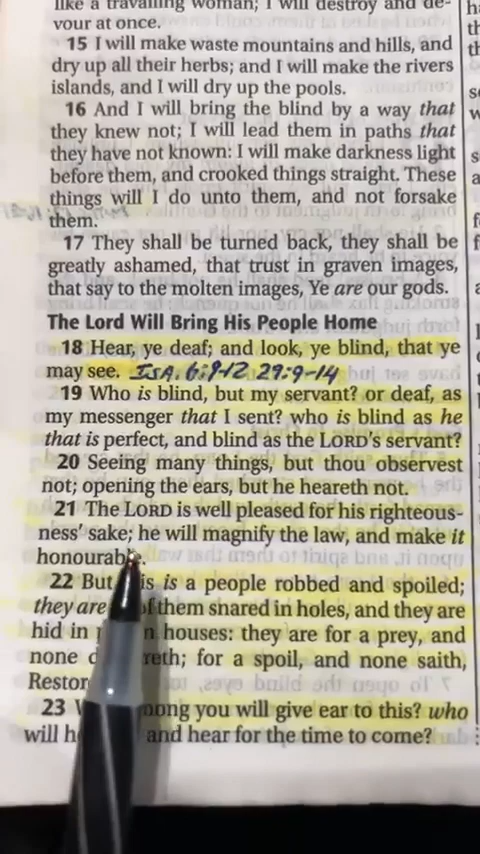 like a travailing woman; I will destroy and de-
vour at once.
15 I will make waste mountains and hills, and
dry up all their herbs; and I will make the rivers
islands, and I will dry up the pools.
16 And I will bring the blind by a way that
they knew not; I will lead them in paths that
they have not known: I will make darkness light
before them, and crooked things straight. These
things will I do unto them, and not forsake
them.
17 They shall be turned back, they shall be
greatly ashamed, that trust in graven images,
that say to the molten images, Ye are our gods.
The Lord Will Bring His People Home
18 Hear, ye deaf; and look, ye blind, that ye
may see. ISA. 6:9-12 29:9-14
19 Who is blind, but my servant? or deaf, as
my messenger that I sent? who is blind as he
that is perfect, and blind as the LORD's servant?
20 Seeing many things, but thou observest
not; opening the ears, but he heareth not.
21 The LORD is well pleased for his righteous-
ness' sake; he will magnify the law, and make it
honourable.
22 But is is a people robbed and spoiled;
they are of them snared in holes, and they are
hid in n houses: they are for a prey, and
none d reth; for a spoil, and none saith,
Restor
23 W mong you will give ear to this? who
will h and hear for the time to come?